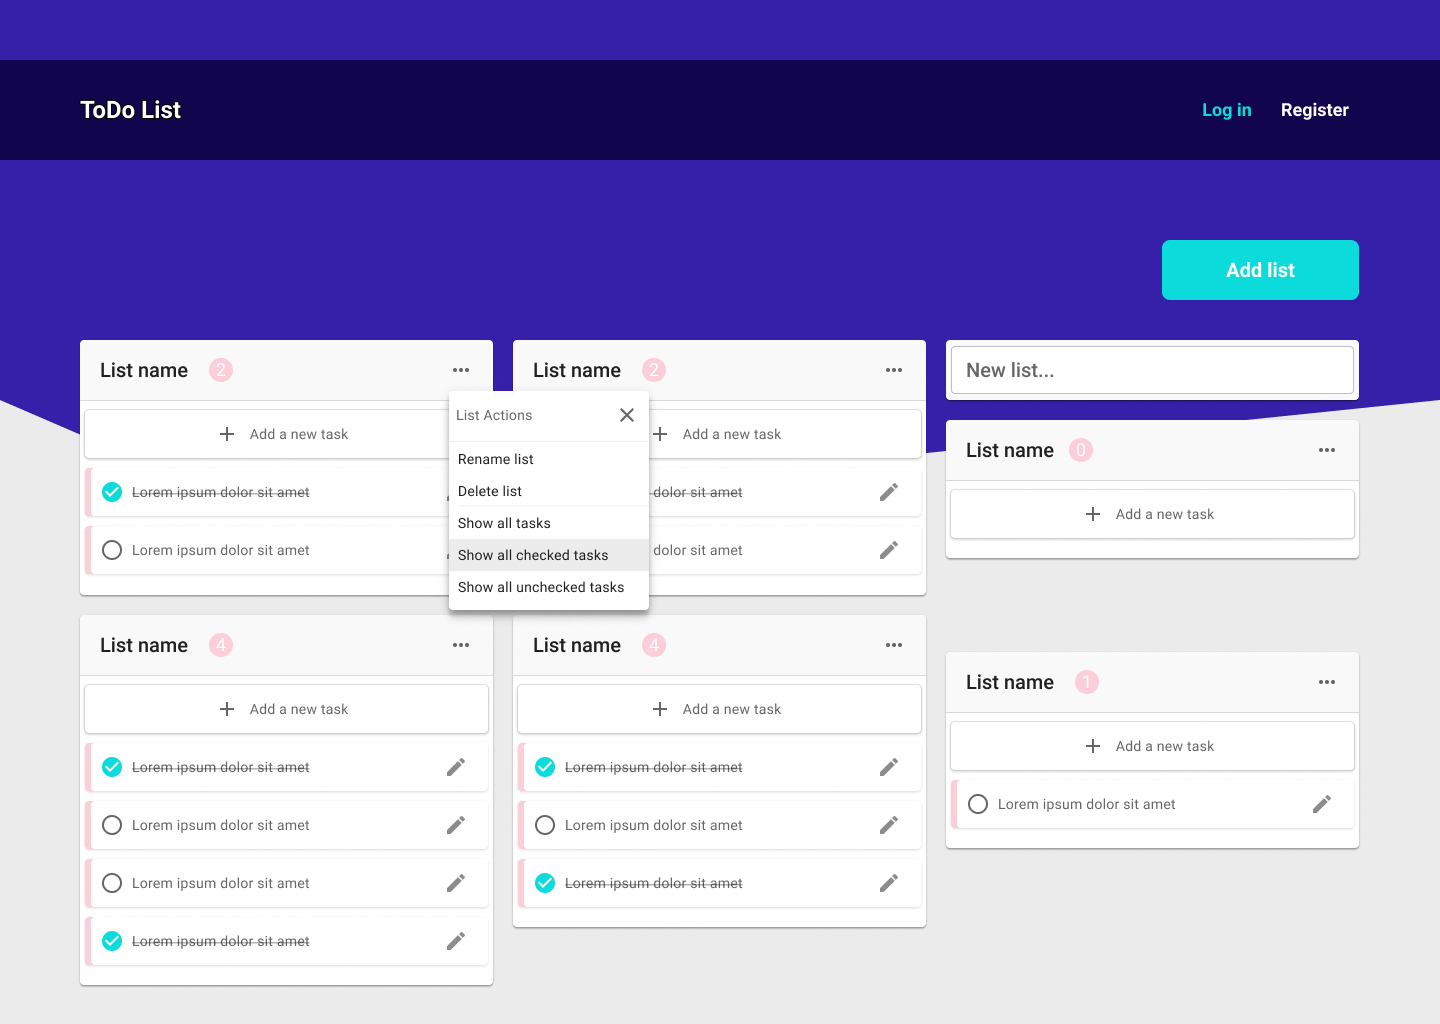 ToDo List
Log in
Register
Add list
List name 2
Add a new task
Lorem ipsum dolor sit amet
Lorem ipsum dolor sit amet
List Actions
Rename list
Delete list
Show all tasks
Show all checked tasks
Show all unchecked tasks
List name 2
Add a new task
dolor sit amet
dolor sit amet
New list...
List name 0
Add a new task
List name 4
Add a new task
Lorem ipsum dolor sit amet
Lorem ipsum dolor sit amet
Lorem ipsum dolor sit amet
Lorem ipsum dolor sit amet
List name 4
Add a new task
Lorem ipsum dolor sit amet
Lorem ipsum dolor sit amet
Lorem ipsum dolor sit amet
List name 1
Add a new task
Lorem ipsum dolor sit amet